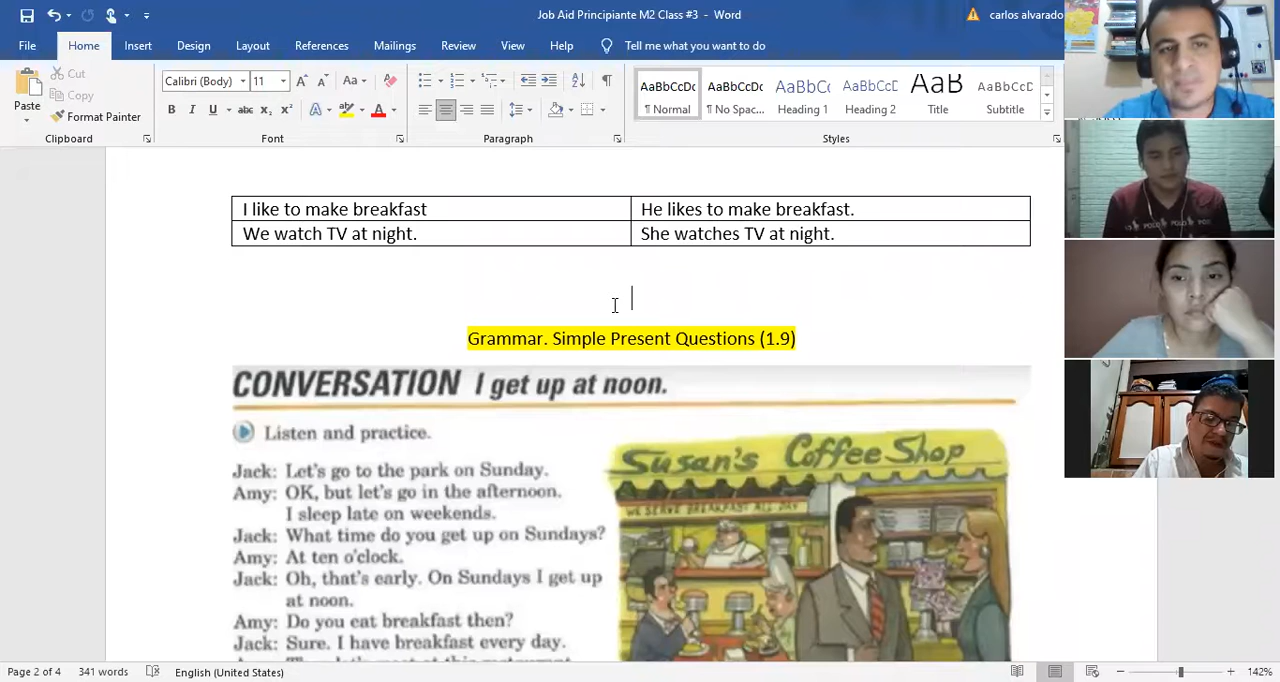 Job Aid Principiante M2 Class #3 - Word
carlos alvarado
File Home Insert Design Layout References Mailings Review View Help Tell me what you want to do
Paste
Cut
Copy
Format Painter
Clipboard
Calibri (Body) 11
Font
Paragraph
AaBbCcDc AaBbCcDc AaBbCc AaBbCcC AaB AaBbCcD
¶ Normal ¶ No Spac... Heading 1 Heading 2 Title Subtitle
Styles
I like to make breakfast He likes to make breakfast.
We watch TV at night. She watches TV at night.
Grammar. Simple Present Questions (1.9)
CONVERSATION I get up at noon.
Listen and practice.
Jack: Let's go to the park on Sunday.
Amy: OK, but let's go in the afternoon.
I sleep late on weekends.
Jack: What time do you get up on Sundays?
Amy: At ten o'clock.
Jack: Oh, that's early. On Sundays I get up
at noon.
Amy: Do you eat breakfast then?
Jack: Sure. I have breakfast every day.
Susan's Coffee Shop
WE SERVE BREAKFAST ALL DAY
Page 2 of 4 341 words English (United States) 142%